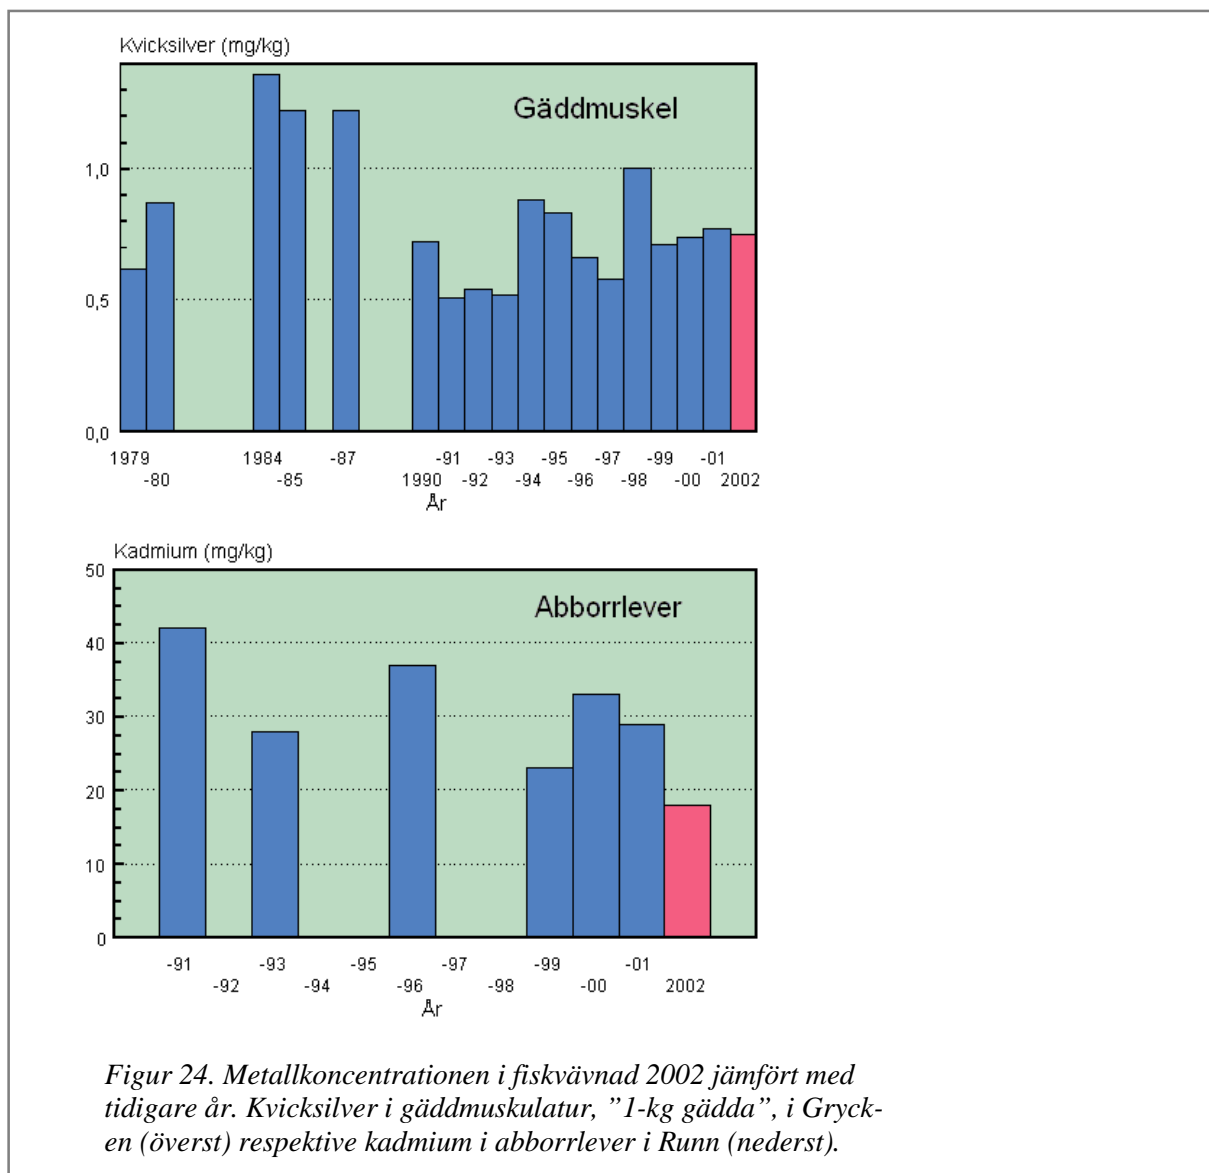 Kvicksilver (mg/kg)
Gäddmuskel
1,0
0,5
0,0
1979 1984 -87 -91 -93 -95 -97 -99 -01
-80 -85 1990 -92 -94 -96 -98 -00 2002
År
Kadmium (mg/kg)
50
Abborrlever
40
30
20
10
0
-91 -93 -95 -97 -99 -01
-92 -94 -96 -98 -00 2002
År
Figur 24. Metallkoncentrationen i fiskvävnad 2002 jämfört med
tidigare år. Kvicksilver i gäddmuskulatur, ”1-kg gädda”, i Gryck-
en (överst) respektive kadmium i abborrlever i Runn (nederst).